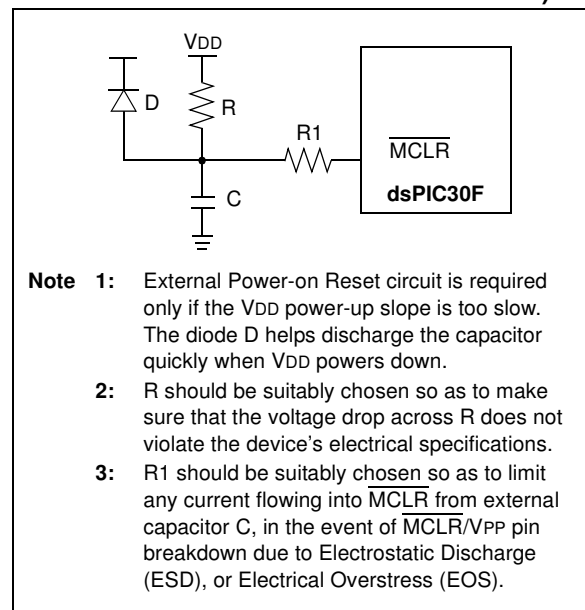 VDD
D
R
R1
MCLR
C
dsPIC30F
Note 1: External Power-on Reset circuit is required
only if the VDD power-up slope is too slow.
The diode D helps discharge the capacitor
quickly when VDD powers down.
2: R should be suitably chosen so as to make
sure that the voltage drop across R does not
violate the device's electrical specifications.
3: R1 should be suitably chosen so as to limit
any current flowing into MCLR from external
capacitor C, in the event of MCLR/VPP pin
breakdown due to Electrostatic Discharge
(ESD), or Electrical Overstress (EOS).